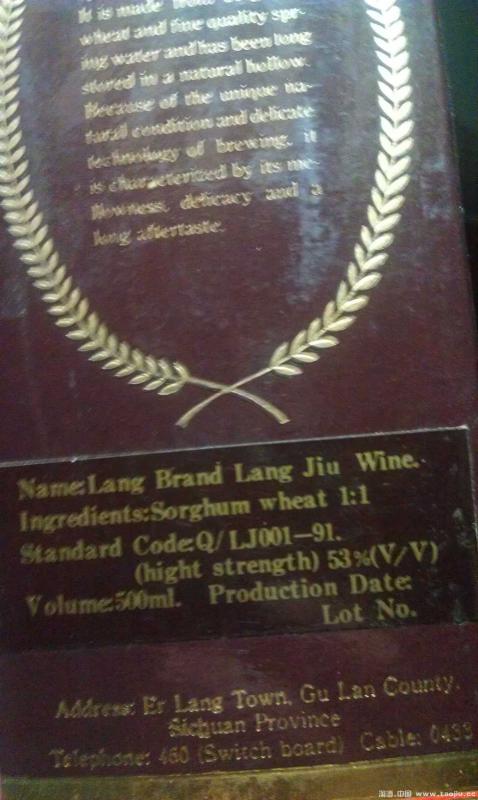 It is made from
wheat and fine quality spr-
ing water and has been long
stored in a natural hollow.
Because of the unique na-
tural condition and delicate
technology of brewing, it
is characterized by its me-
llowness, delicacy and a
long aftertaste.
Name:Lang Brand Lang Jiu Wine.
Ingredients:Sorghum wheat 1:1
Standard Code:Q/LJ001—91.
(hight strength) 53%(V/V)
Volume:500ml. Production Date:
Lot No.
Address: Er Lang Town, Gu Lan County,
Sichuan Province
Telephone: 460 (Switch board) Cable: 0433
淘酒.中国 www.taojiu.cc